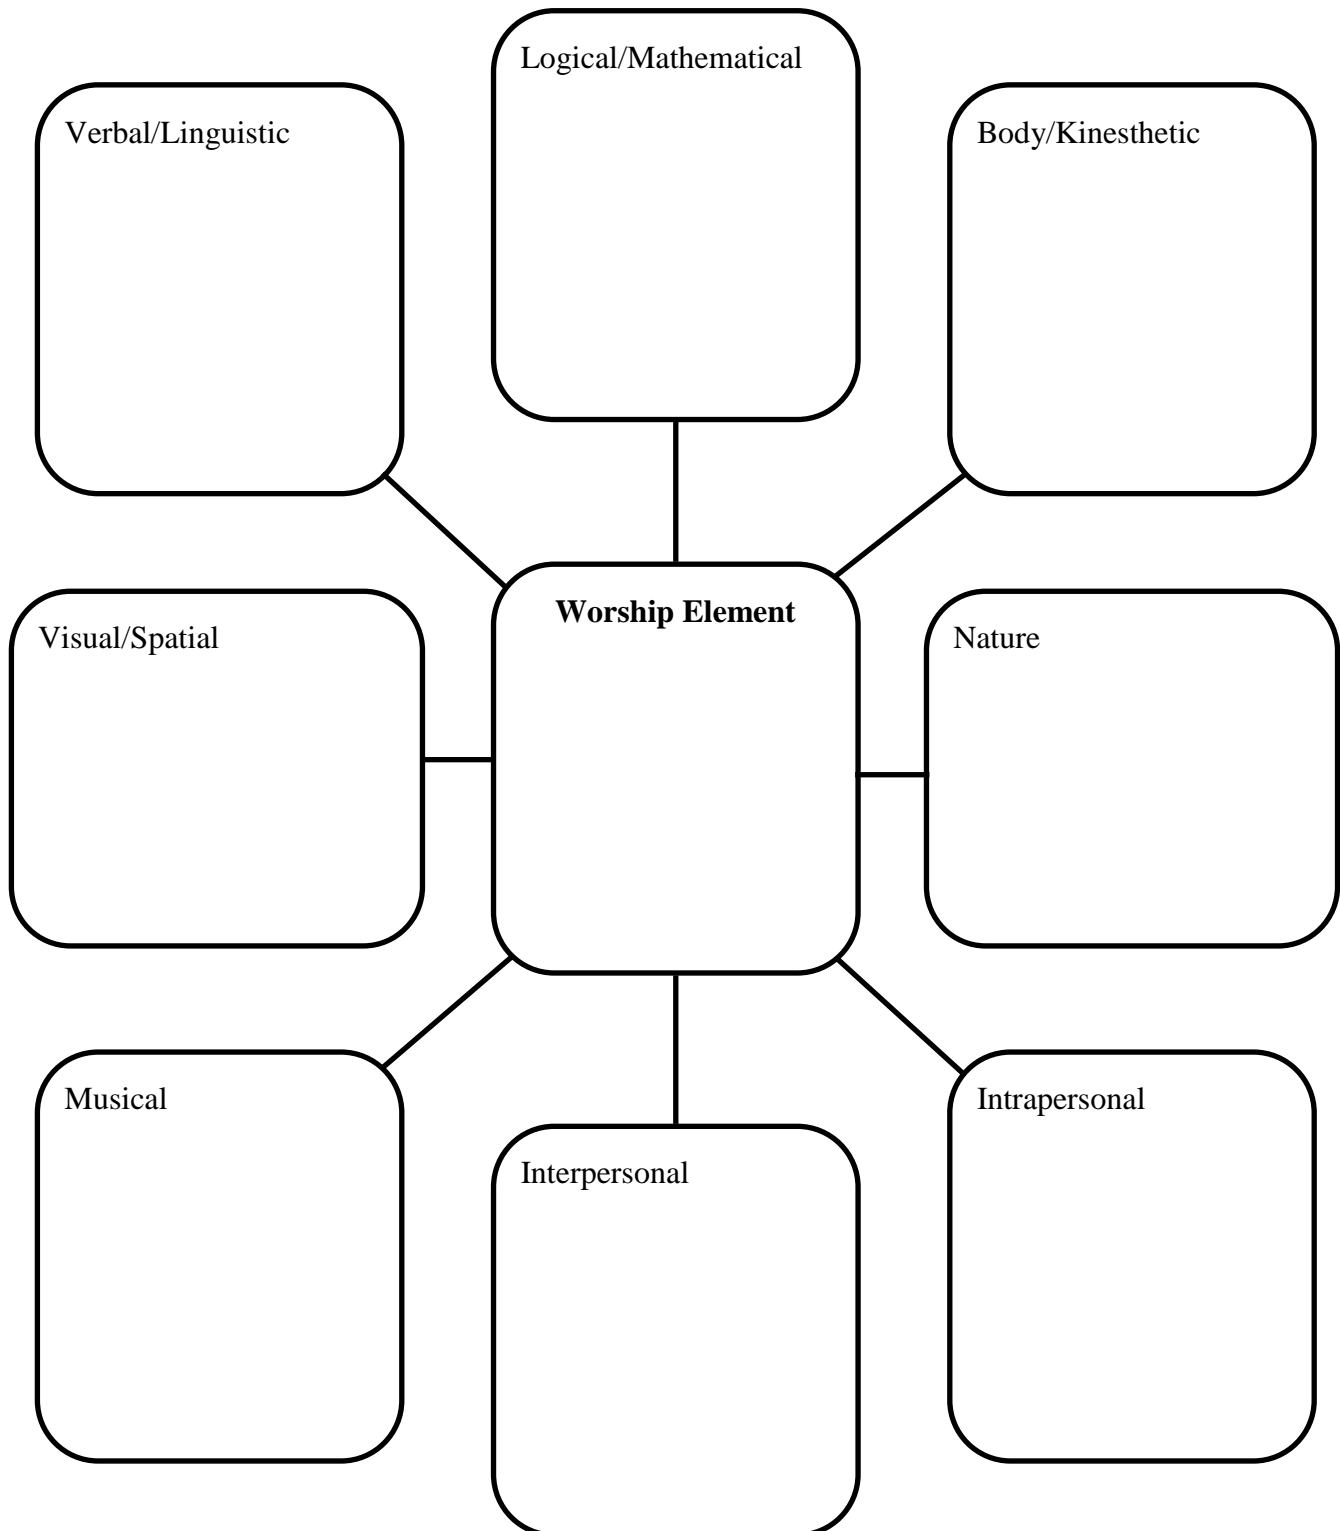 Logical/Mathematical
Verbal/Linguistic
Body/Kinesthetic
Worship Element
Visual/Spatial
Nature
Musical
Intrapersonal
Interpersonal